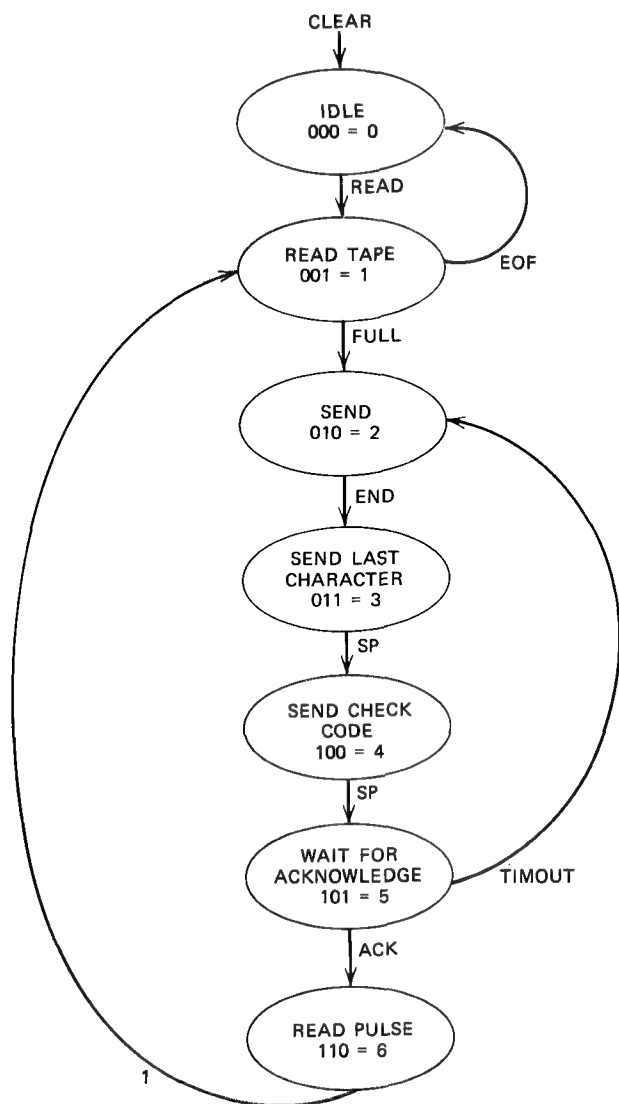 CLEAR
IDLE
000 = 0
READ
READ TAPE
001 = 1
EOF
FULL
SEND
010 = 2
END
SEND LAST
CHARACTER
011 = 3
SP
SEND CHECK
CODE
100 = 4
SP
WAIT FOR
ACKNOWLEDGE
101 = 5
TIMOUT
ACK
READ PULSE
110 = 6
1